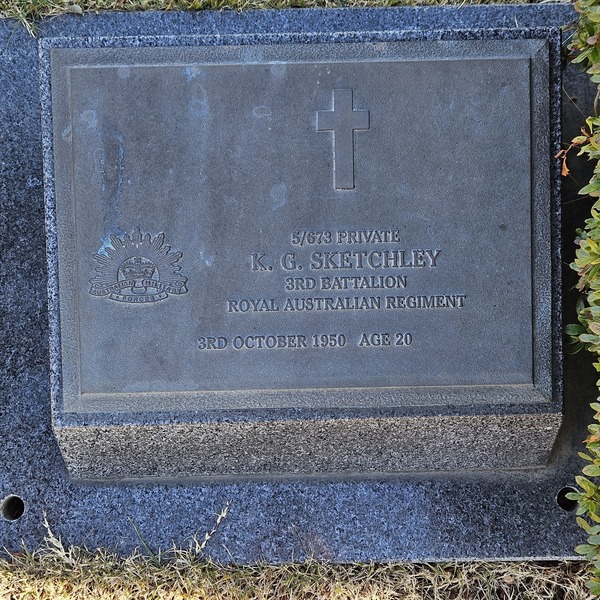 5/673 PRIVATE
K. G. SKETCHLEY
3RD BATTALION
ROYAL AUSTRALIAN REGIMENT
3RD OCTOBER 1950 AGE 20